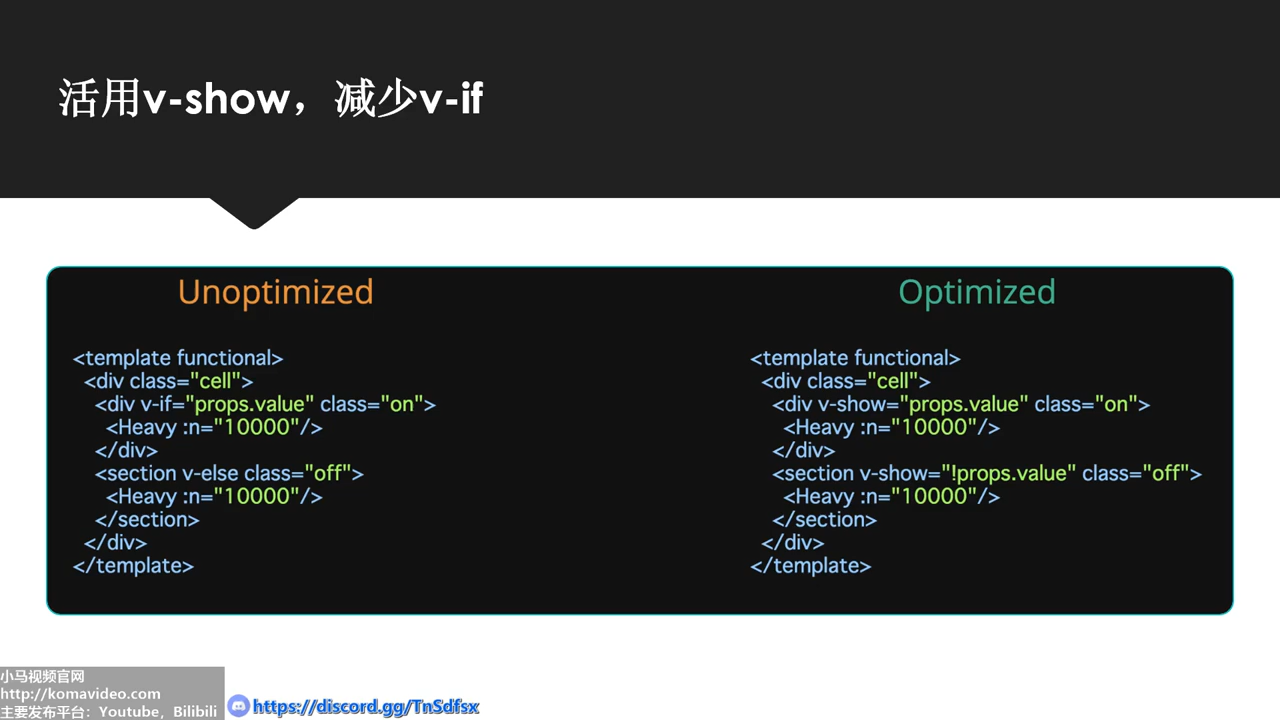 活用v-show，减少v-if
Unoptimized
<template functional>
<div class="cell">
<div v-if="props.value" class="on">
<Heavy :n="10000"/>
</div>
<section v-else class="off">
<Heavy :n="10000"/>
</section>
</div>
</template>
Optimized
<template functional>
<div class="cell">
<div v-show="props.value" class="on">
<Heavy :n="10000"/>
</div>
<section v-show="!props.value" class="off">
<Heavy :n="10000"/>
</section>
</div>
</template>
小马视频官网
http://komavideo.com
主要发布平台：Youtube，Bilibili
https://discord.gg/TnSdfsx